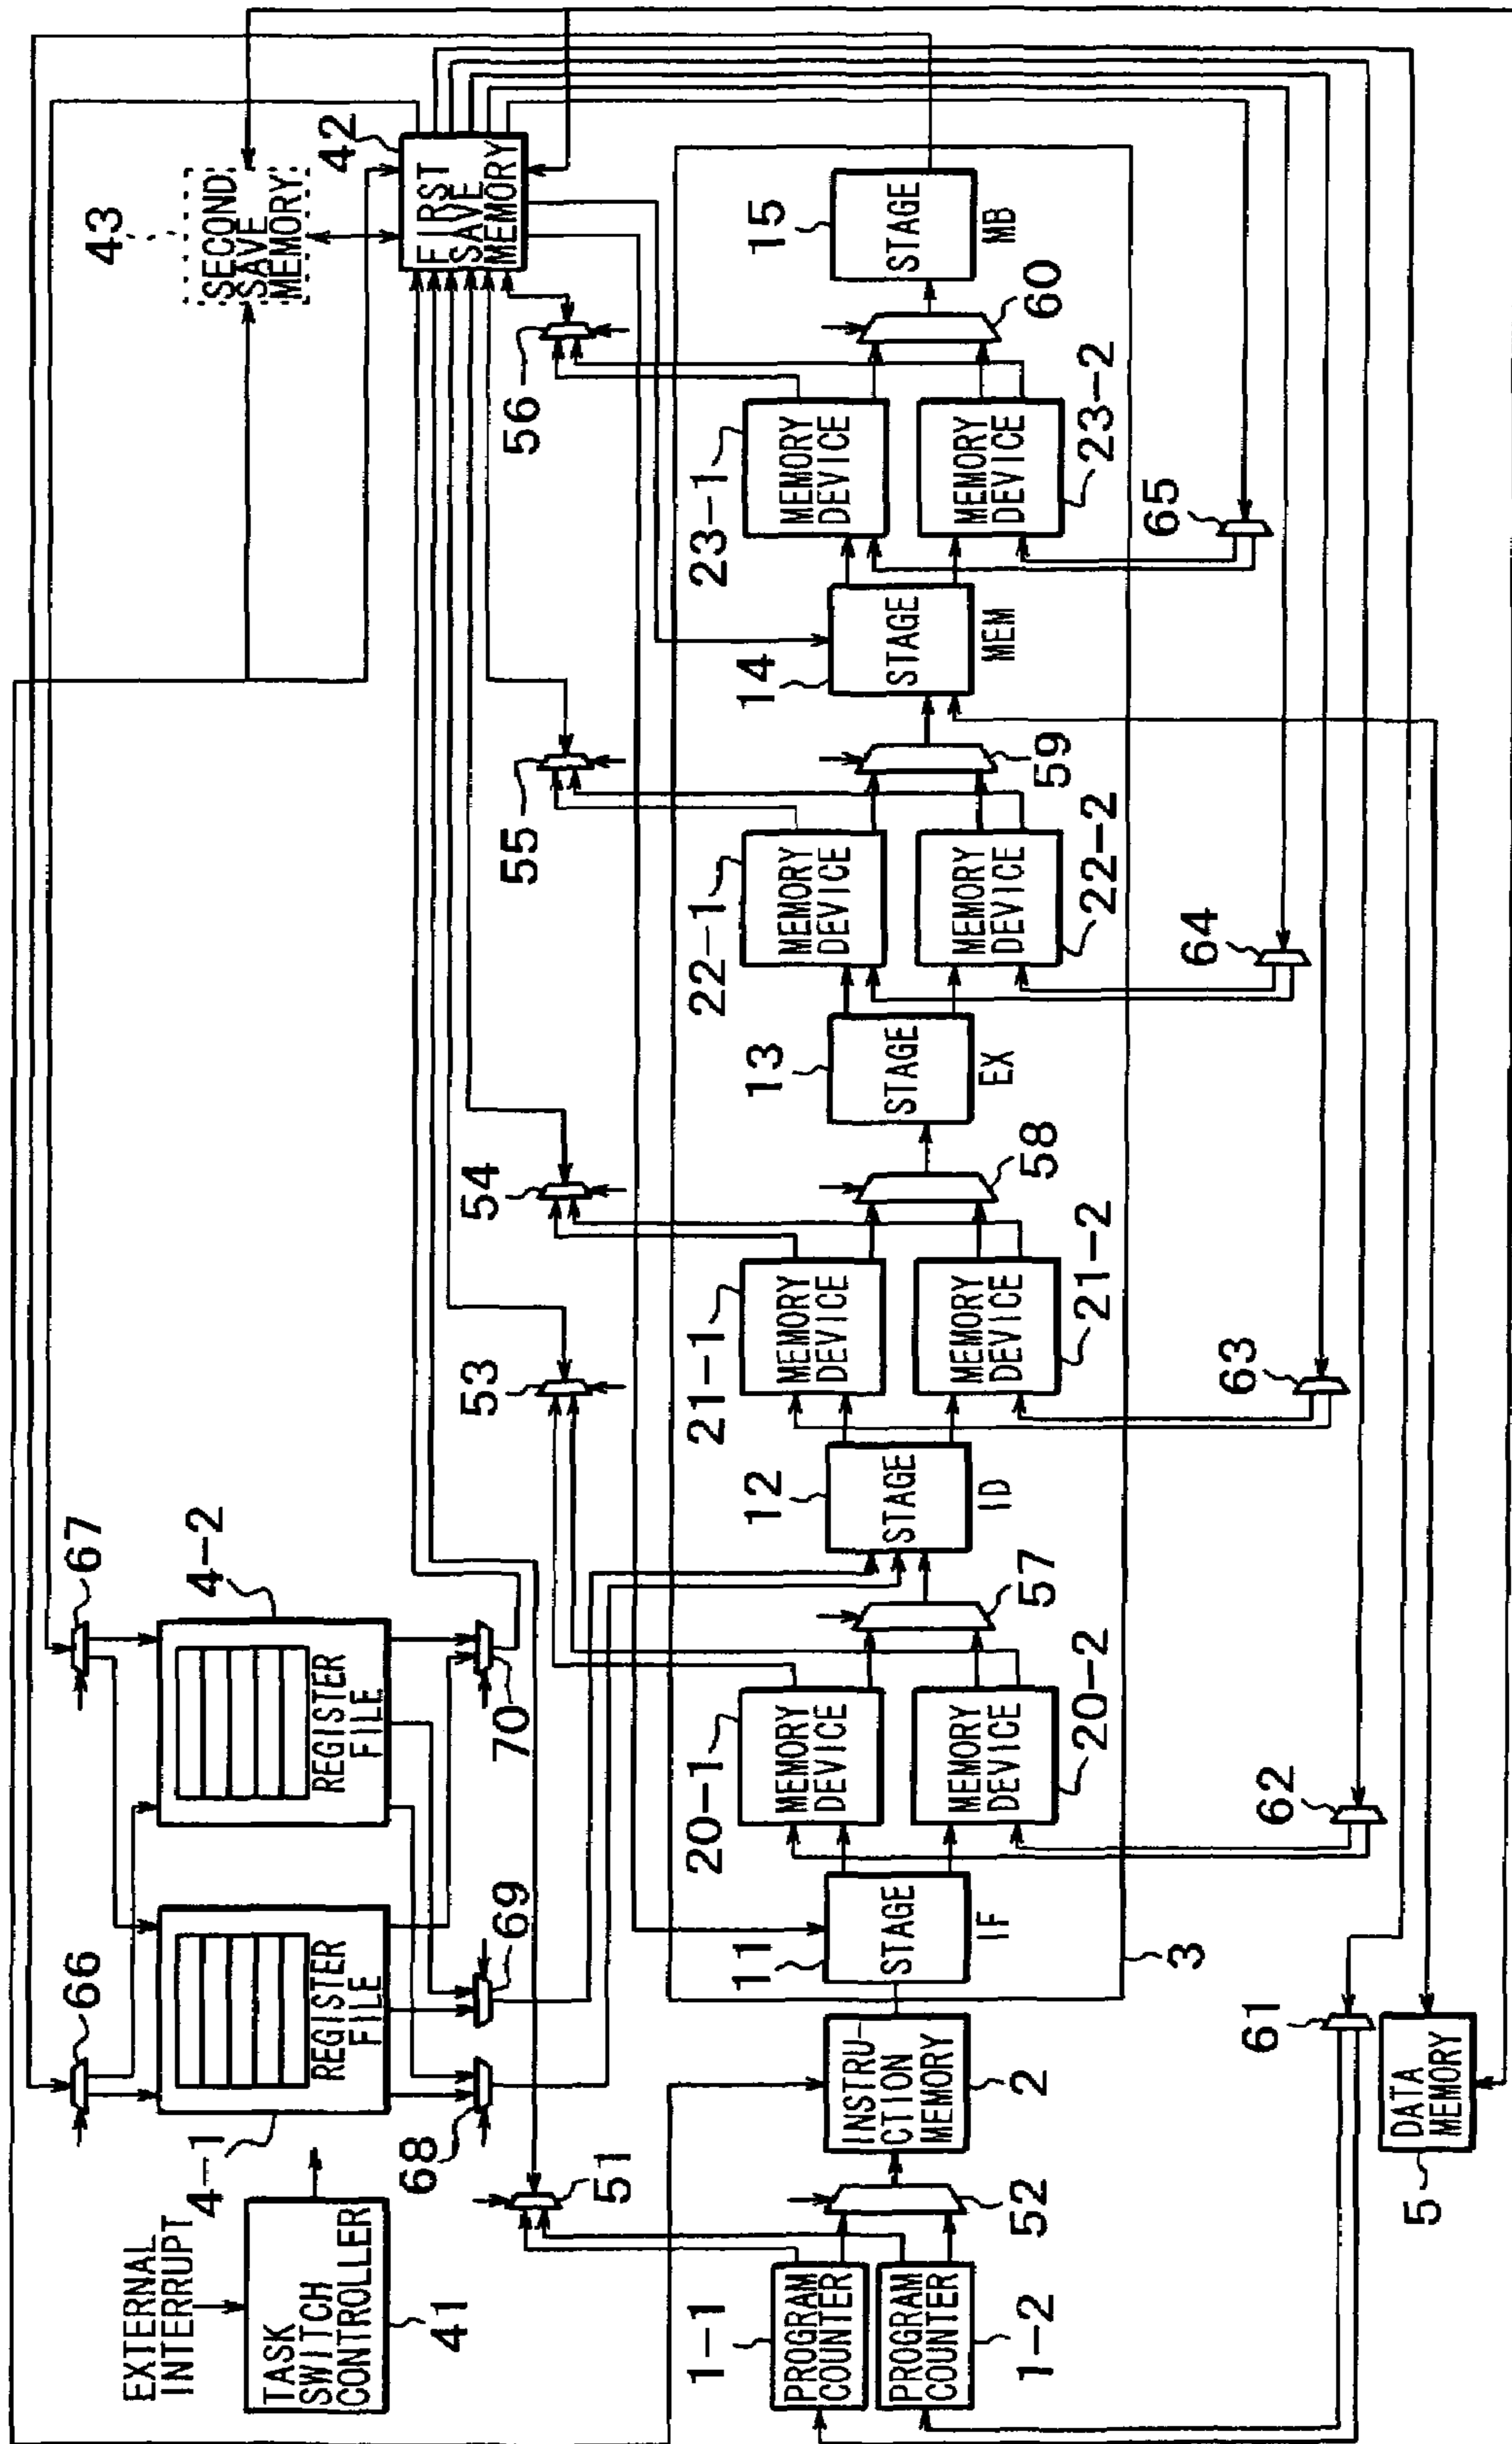 EXTERNAL
INTERRUPT
TASK
SWITCH
CONTROLLER
41
66
67
4-1
REGISTER
FILE
4-2
REGISTER
FILE
68
69
70
43
SECOND
SAVE
MEMORY
42
FIRST
SAVE
MEMORY
51
53
54
55
56
1-1
PROGRAM
COUNTER
PROGRAM
COUNTER
1-2
52
INSTRU-
CTION
MEMORY
2
11
STAGE
IF
3
20-1
MEMORY
DEVICE
MEMORY
DEVICE
20-2
57
12
STAGE
ID
21-1
MEMORY
DEVICE
MEMORY
DEVICE
21-2
58
13
STAGE
EX
22-1
MEMORY
DEVICE
MEMORY
DEVICE
22-2
59
14
STAGE
MEM
23-1
MEMORY
DEVICE
MEMORY
DEVICE
23-2
60
15
STAGE
MB
61
62
63
64
65
DATA
MEMORY
5